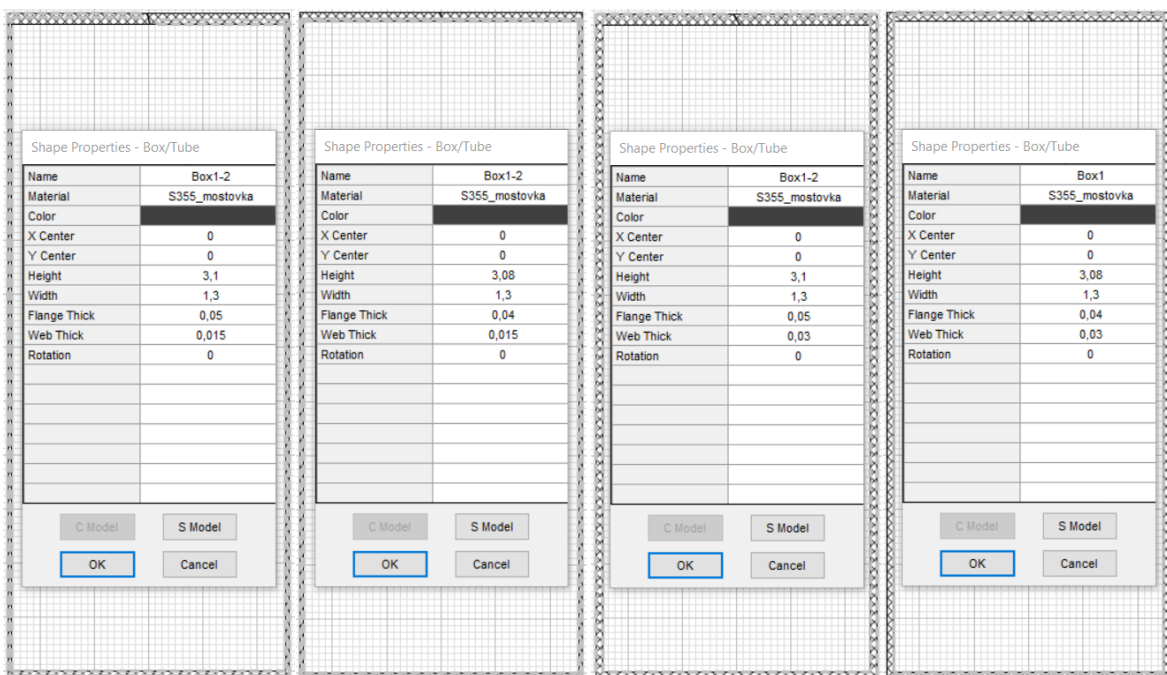 Shape Properties - Box/Tube
Name Box1-2
Material S355_mostovka
Color
X Center 0
Y Center 0
Height 3,1
Width 1,3
Flange Thick 0,05
Web Thick 0,015
Rotation 0
C Model S Model
OK Cancel
Shape Properties - Box/Tube
Name Box1-2
Material S355_mostovka
Color
X Center 0
Y Center 0
Height 3,08
Width 1,3
Flange Thick 0,04
Web Thick 0,015
Rotation 0
C Model S Model
OK Cancel
Shape Properties - Box/Tube
Name Box1-2
Material S355_mostovka
Color
X Center 0
Y Center 0
Height 3,1
Width 1,3
Flange Thick 0,05
Web Thick 0,03
Rotation 0
C Model S Model
OK Cancel
Shape Properties - Box/Tube
Name Box1
Material S355_mostovka
Color
X Center 0
Y Center 0
Height 3,08
Width 1,3
Flange Thick 0,04
Web Thick 0,03
Rotation 0
C Model S Model
OK Cancel